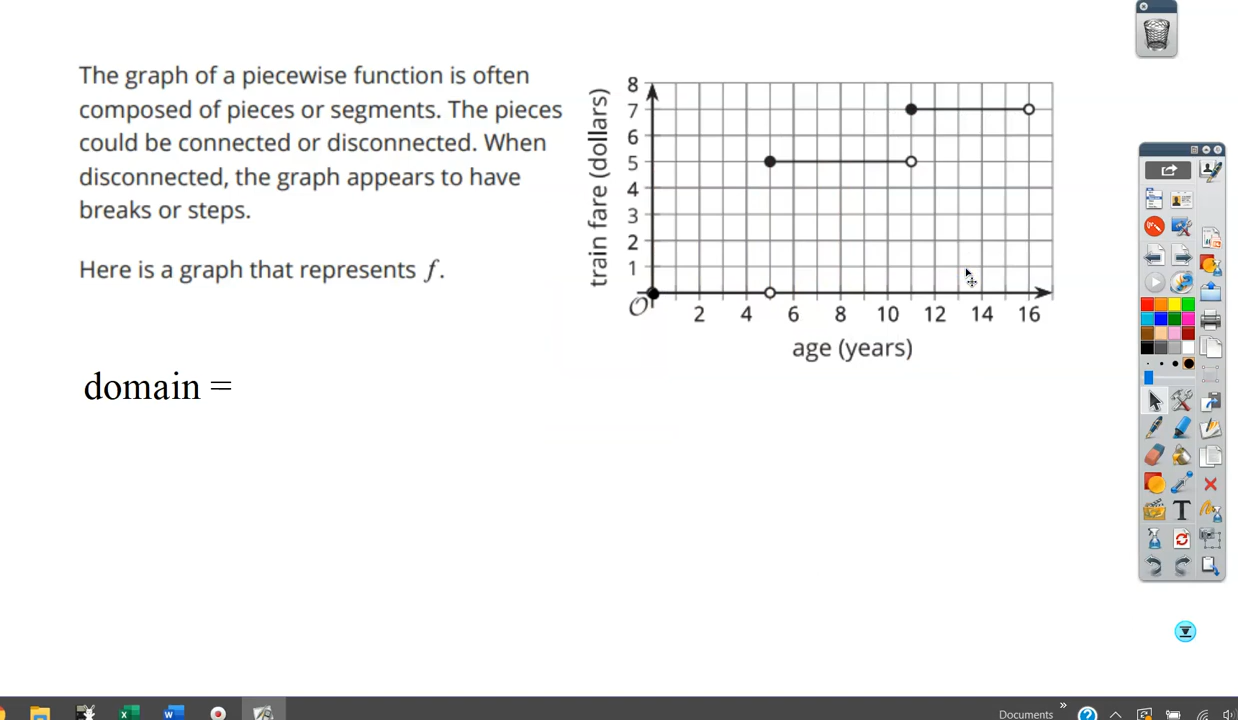 The graph of a piecewise function is often
composed of pieces or segments. The pieces
could be connected or disconnected. When
disconnected, the graph appears to have
breaks or steps.
Here is a graph that represents f.
domain =
train fare (dollars)
8
7
6
5
4
3
2
1
O
2 4 6 8 10 12 14 16
age (years)
T
Documents